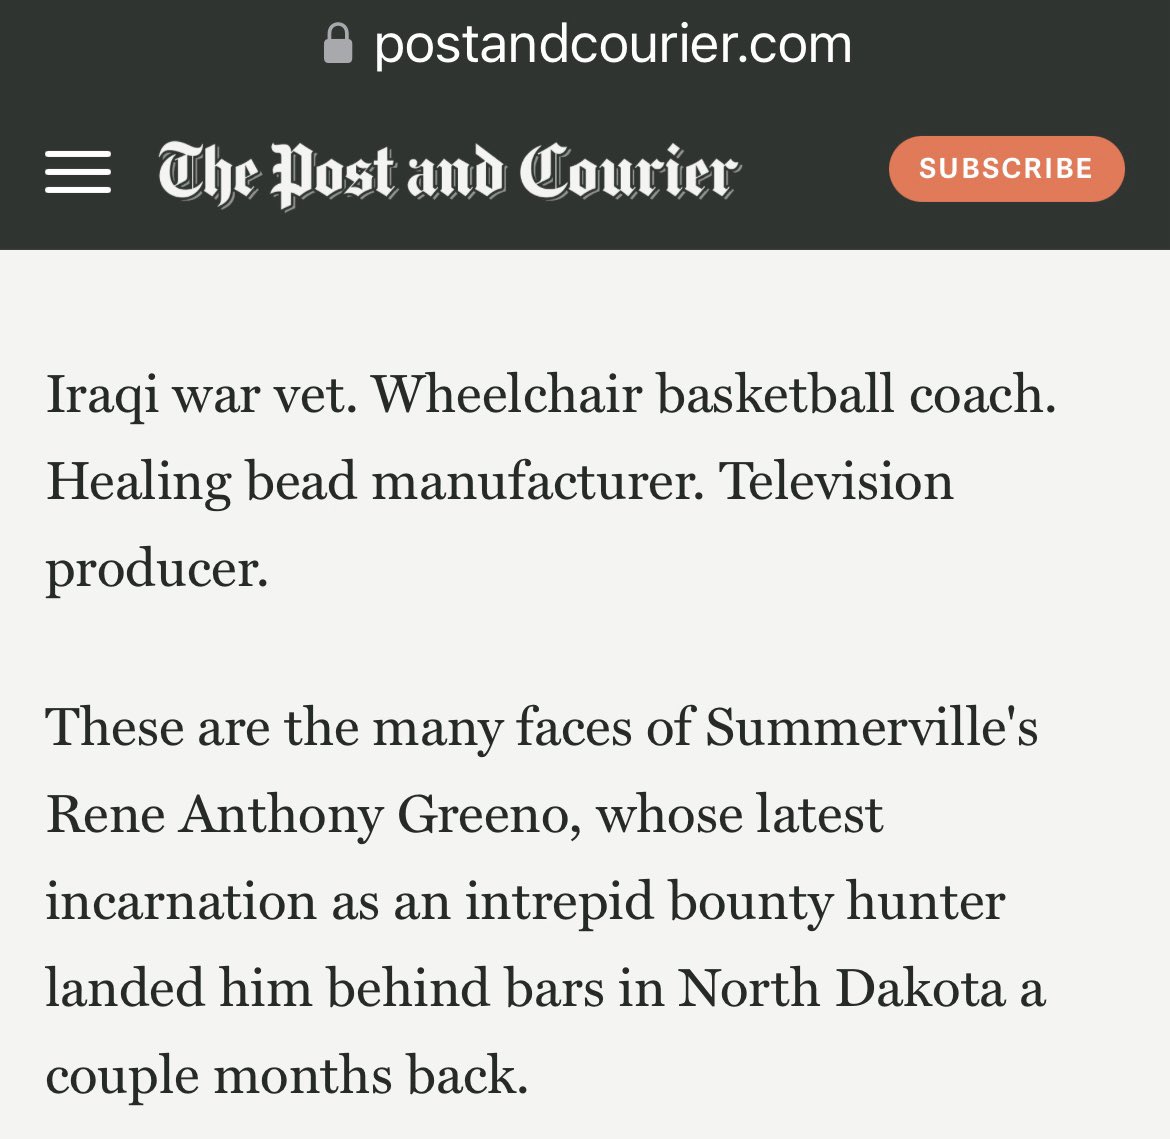 postandcourier.com
The Post and Courier
SUBSCRIBE
Iraqi war vet. Wheelchair basketball coach.
Healing bead manufacturer. Television
producer.
These are the many faces of Summerville's
Rene Anthony Greeno, whose latest
incarnation as an intrepid bounty hunter
landed him behind bars in North Dakota a
couple months back.